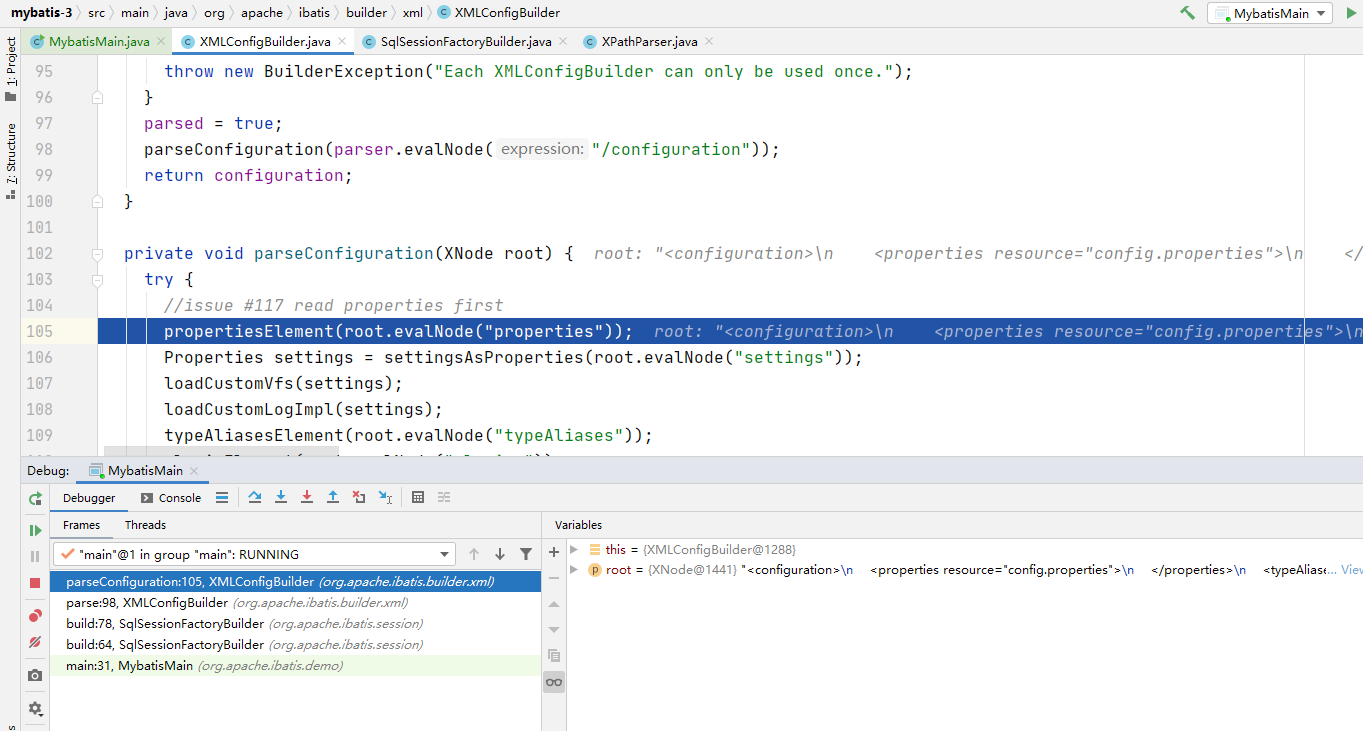 mybatis-3 〉 src 〉 main 〉 java 〉 org 〉 apache 〉 ibatis 〉 builder 〉 xml 〉 XMLConfigBuilder
MybatisMain
MybatisMain.java
XMLConfigBuilder.java
SqlSessionFactoryBuilder.java
XPathParser.java
1: Project
7: Structure
95 throw new BuilderException("Each XMLConfigBuilder can only be used once.");
96 }
97 parsed = true;
98 parseConfiguration(parser.evalNode( expression: "/configuration"));
99 return configuration;
100 }
101
102 private void parseConfiguration(XNode root) { root: "<configuration>\n <properties resource="config.properties">\n </
103 try {
104 //issue #117 read properties first
105 propertiesElement(root.evalNode("properties")); root: "<configuration>\n <properties resource="config.properties">\n
106 Properties settings = settingsAsProperties(root.evalNode("settings"));
107 loadCustomVfs(settings);
108 loadCustomLogImpl(settings);
109 typeAliasesElement(root.evalNode("typeAliases"));
Debug: MybatisMain
Debugger Console
Frames Threads
Variables
"main"@1 in group "main": RUNNING
parseConfiguration:105, XMLConfigBuilder (org.apache.ibatis.builder.xml)
parse:98, XMLConfigBuilder (org.apache.ibatis.builder.xml)
build:78, SqlSessionFactoryBuilder (org.apache.ibatis.session)
build:64, SqlSessionFactoryBuilder (org.apache.ibatis.session)
main:31, MybatisMain (org.apache.ibatis.demo)
this = {XMLConfigBuilder@1288}
root = {XNode@1441} "<configuration>\n <properties resource="config.properties">\n </properties>\n <typeAliase... View